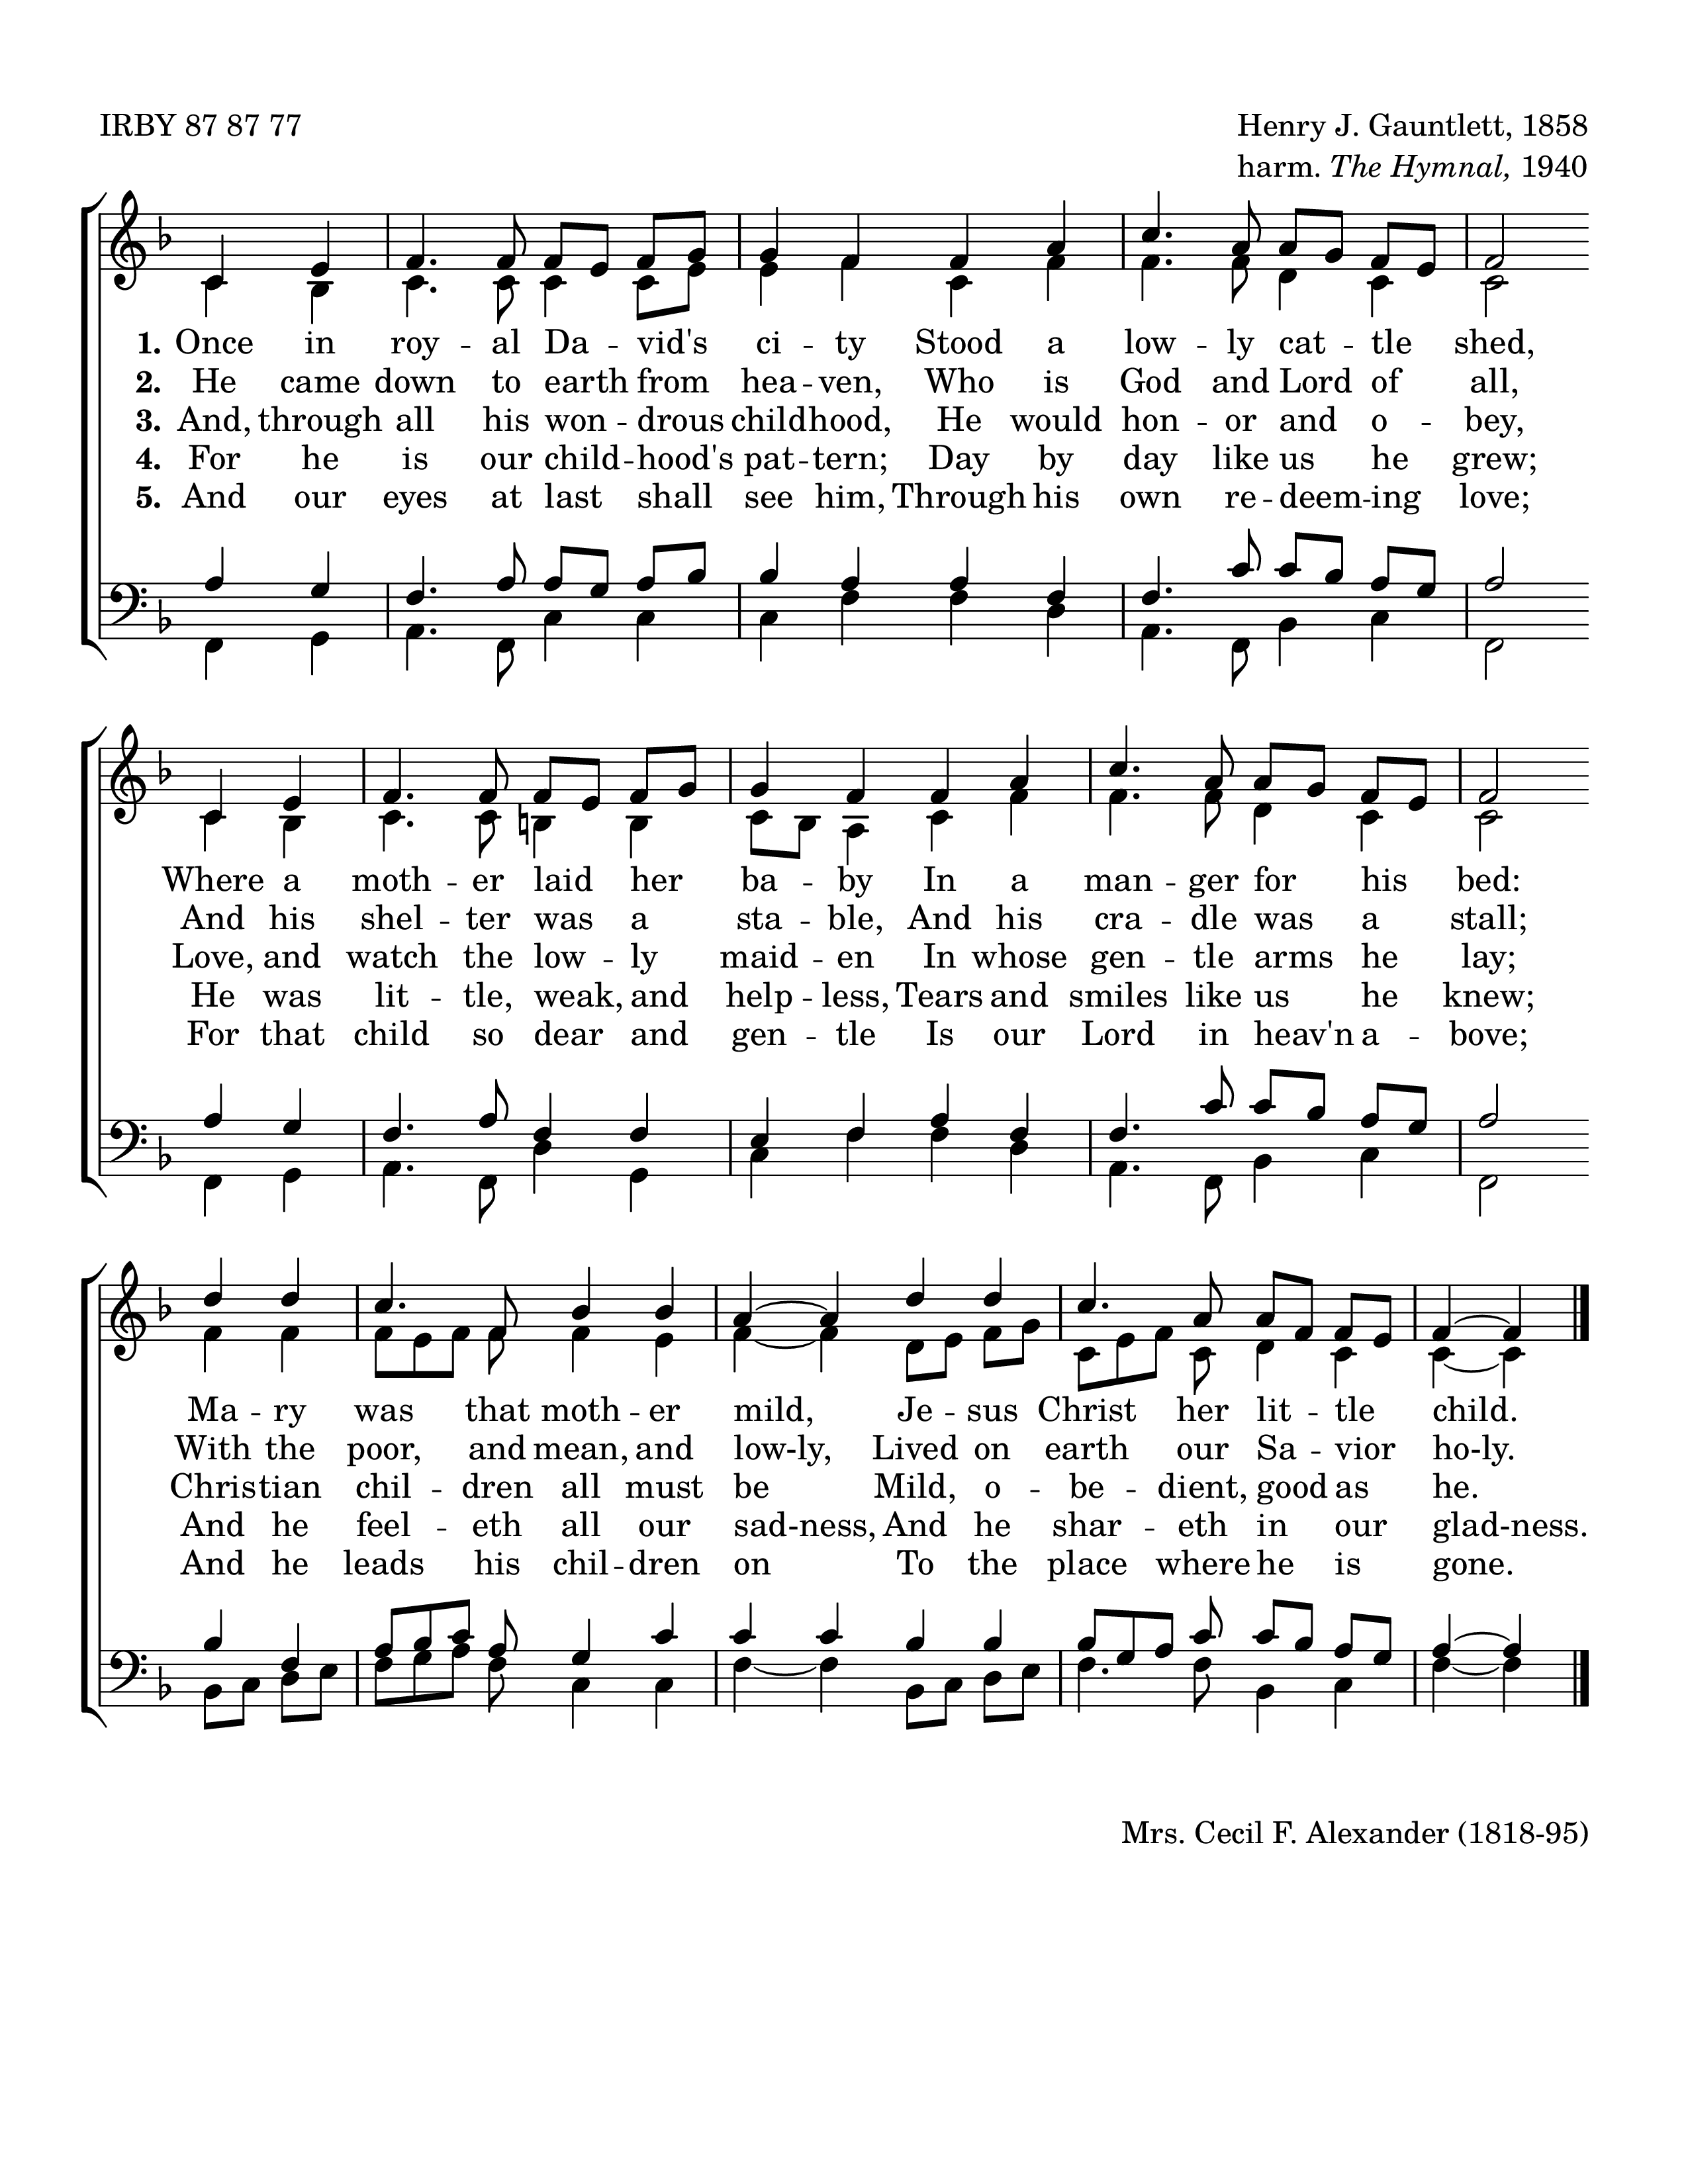 IRBY 87 87 77
Henry J. Gauntlett, 1858
harm. The Hymnal, 1940
1. Once in roy -- al Da -- vid's ci -- ty Stood a low -- ly cat -- tle shed,
2. He came down to earth from hea -- ven, Who is God and Lord of all,
3. And, through all his won -- drous childhood, He would hon -- or and o -- bey,
4. For he is our child -- hood's pat -- tern; Day by day like us he grew;
5. And our eyes at last shall see him, Through his own re -- deem -- ing love;
Where a moth -- er laid her ba -- by In a man -- ger for his bed:
And his shel -- ter was a sta -- ble, And his cra -- dle was a stall;
Love, and watch the low -- ly maid -- en In whose gen -- tle arms he lay;
He was lit -- tle, weak, and help -- less, Tears and smiles like us he knew;
For that child so dear and gen -- tle Is our Lord in heav'n a -- bove;
Ma -- ry was that moth -- er mild, Je -- sus Christ her lit -- tle child.
With the poor, and mean, and low-ly, Lived on earth our Sa -- vior ho-ly.
Christian chil -- dren all must be Mild, o -- be -- dient, good as he.
And he feel -- eth all our sad-ness, And he shar -- eth in our glad-ness.
And he leads his chil -- dren on To the place where he is gone.
Mrs. Cecil F. Alexander (1818-95)